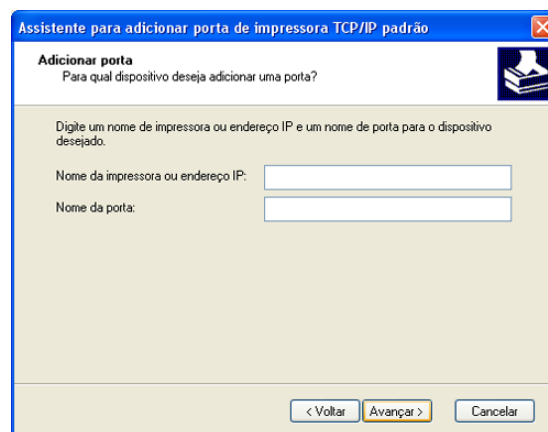 Assistente para adicionar porta de impressora TCP/IP padrão
Adicionar porta
Para qual dispositivo deseja adicionar uma porta?
Digite um nome de impressora ou endereço IP e um nome de porta para o dispositivo
desejado.
Nome da impressora ou endereço IP:
Nome da porta:
< Voltar Avançar > Cancelar